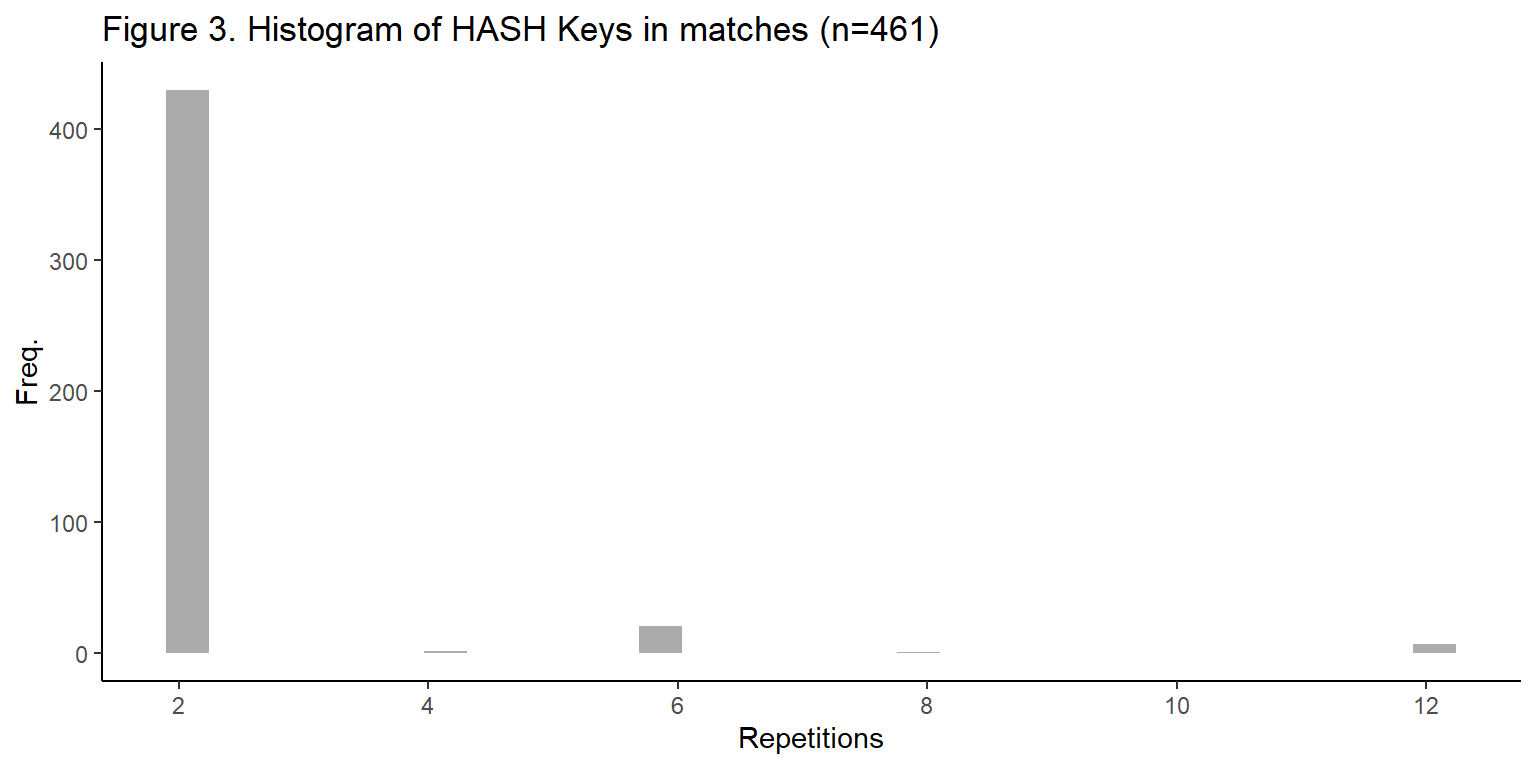 Figure 3. Histogram of HASH Keys in matches (n=461)
400
300
200
100
0
Freq.
2 4 6 8 10 12
Repetitions